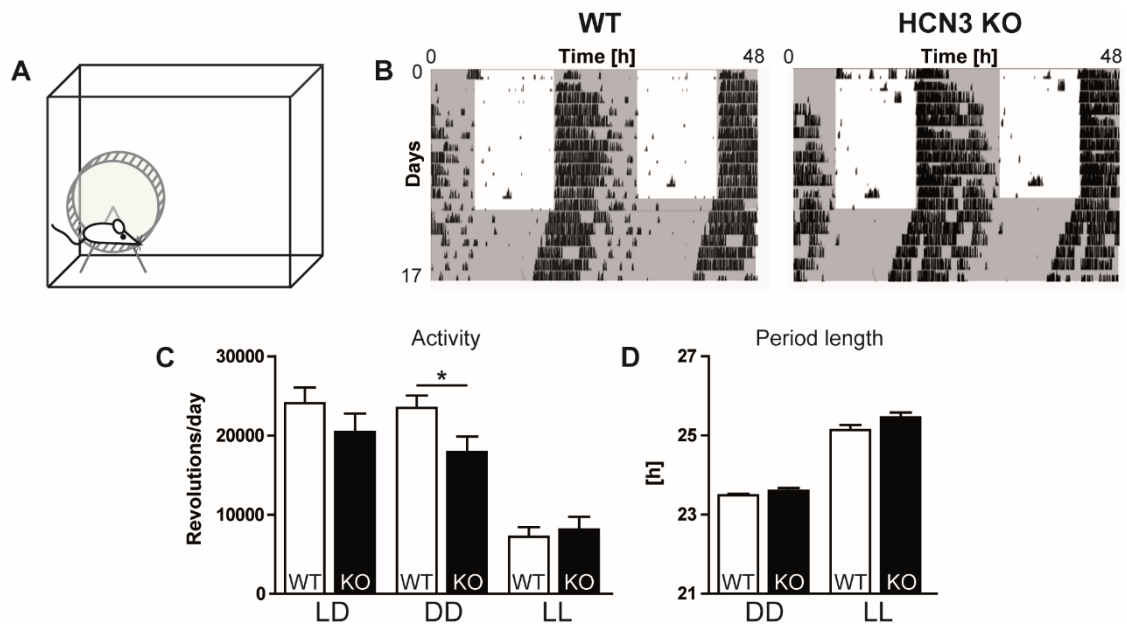 A
B
WT
0 Time [h] 48
0
Days
17
HCN3 KO
0 Time [h] 48
C
Activity
Revolutions/day
30000
20000
10000
0
WT KO WT KO WT KO
LD DD LL
*
D
Period length
[h]
27
25
23
21
WT KO WT KO
DD LL